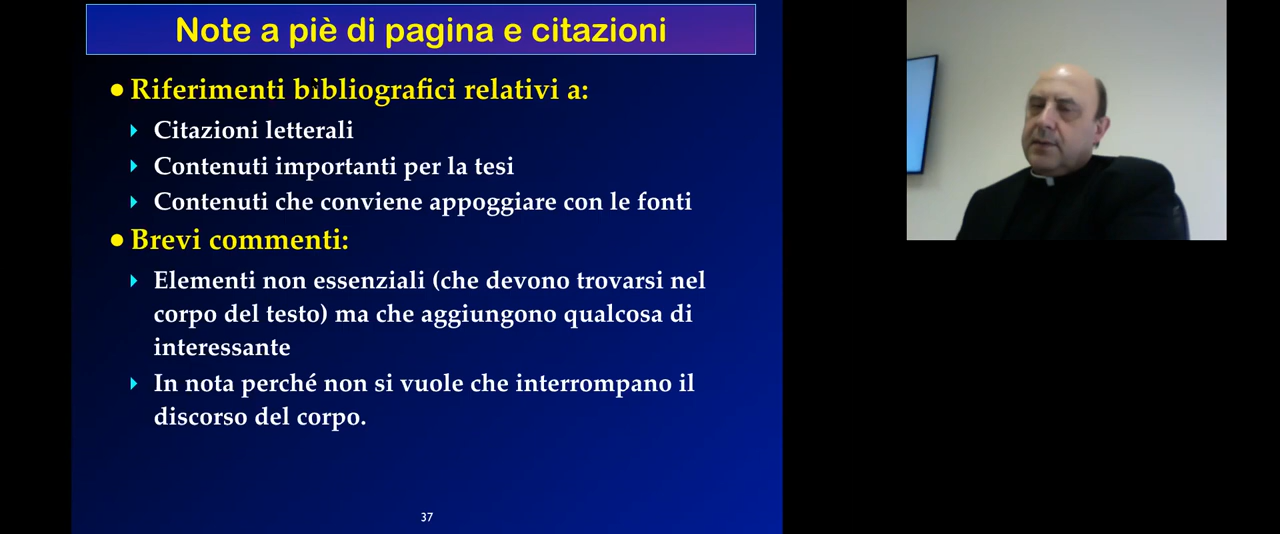 Note a piè di pagina e citazioni
Riferimenti bibliografici relativi a:
Citazioni letterali
Contenuti importanti per la tesi
Contenuti che conviene appoggiare con le fonti
Brevi commenti:
Elementi non essenziali (che devono trovarsi nel
corpo del testo) ma che aggiungono qualcosa di
interessante
In nota perché non si vuole che interrompano il
discorso del corpo.
37